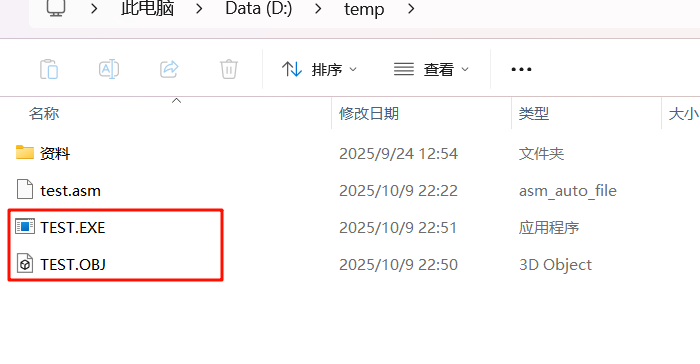 此电脑 Data (D:) temp
排序 查看
名称 修改日期 类型 大小
资料 2025/9/24 12:54 文件夹
test.asm 2025/10/9 22:22 asm_auto_file
TEST.EXE 2025/10/9 22:51 应用程序
TEST.OBJ 2025/10/9 22:50 3D Object